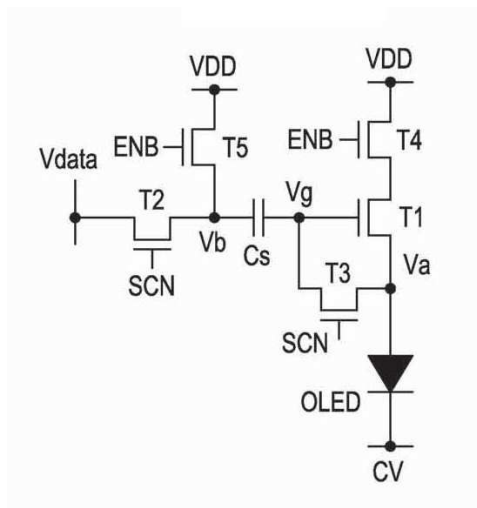 VDD
VDD
ENB
T5
ENB
T4
Vdata
T2
Vg
T1
Vb
Cs
T3
Va
SCN
SCN
OLED
CV